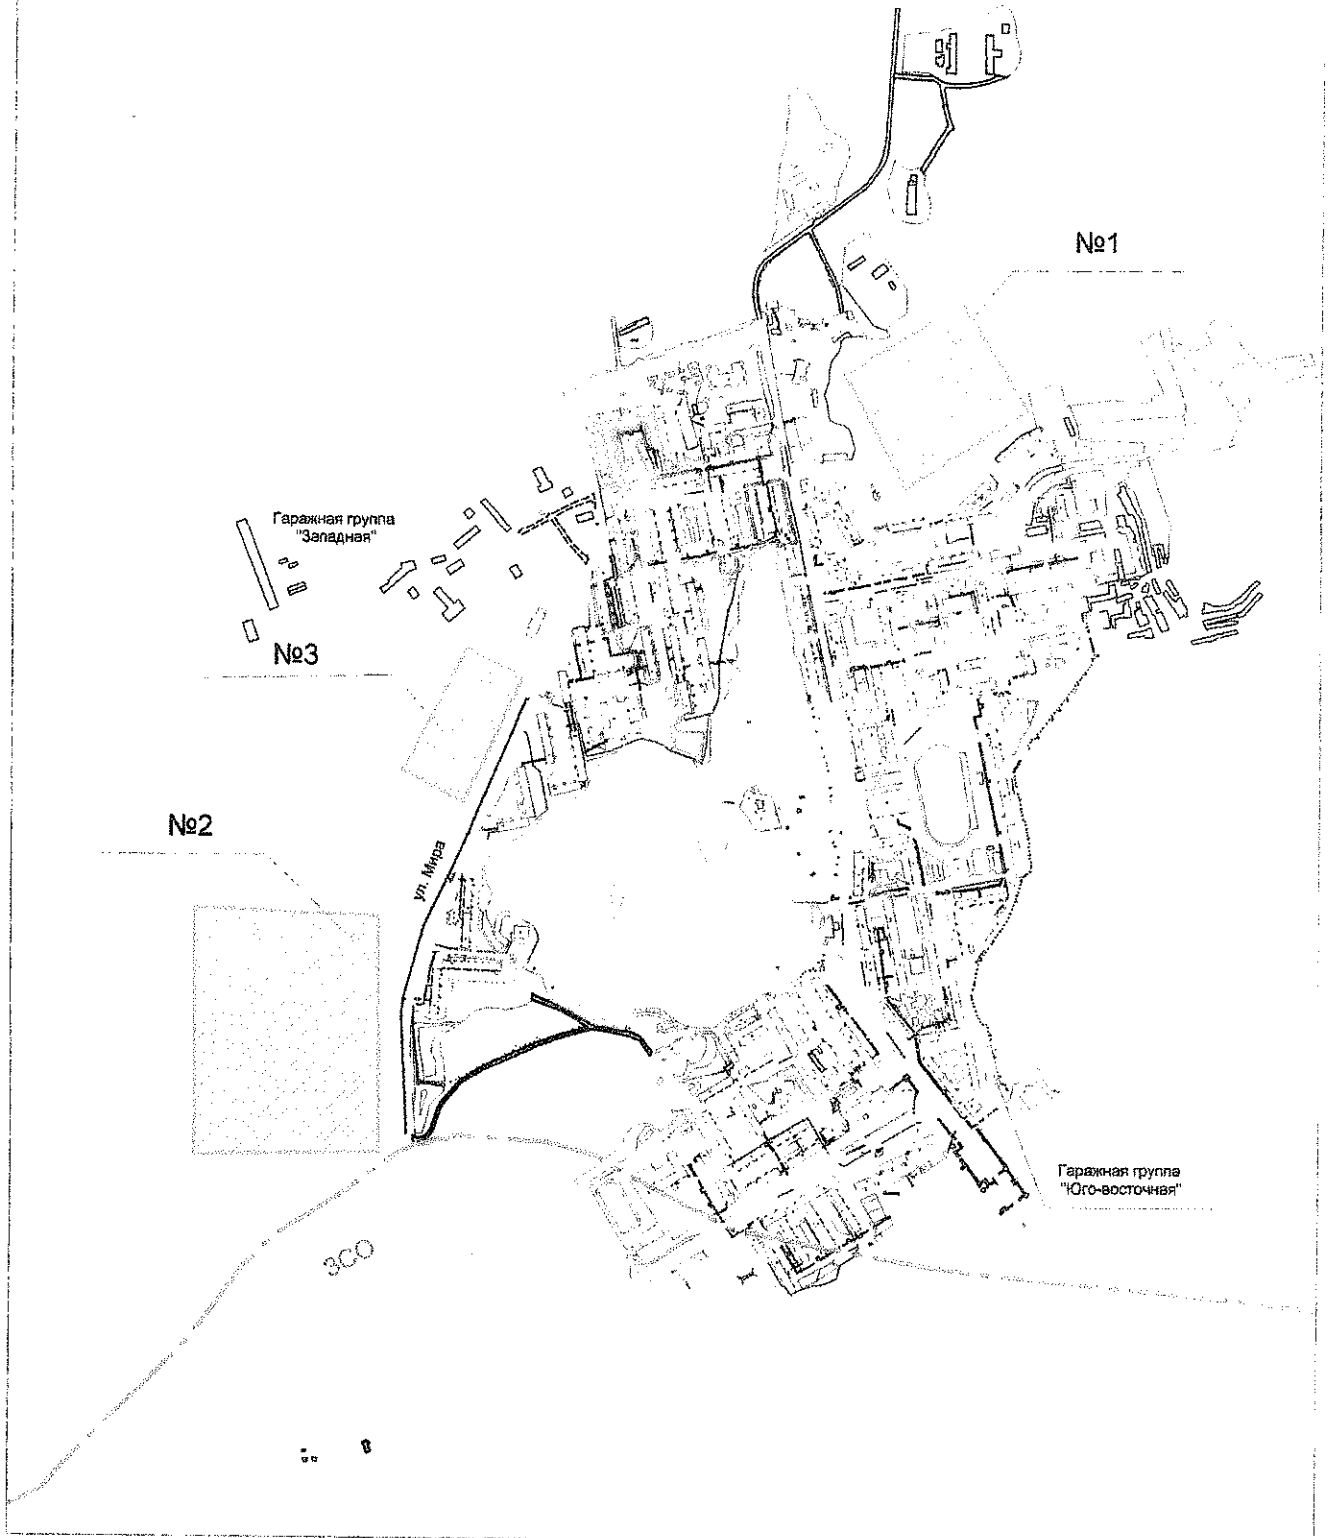 №1
Гаражная группа
"Западная"
№3
№2
ул. Мира
Гаражная группа
"Юго-восточная"
ЗСО